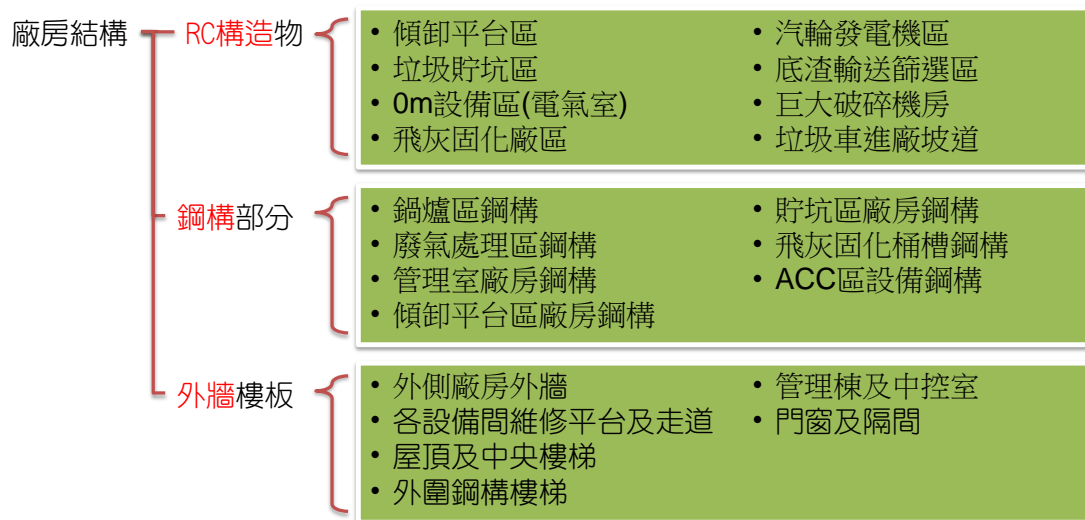 廠房結構
RC構造物
• 傾卸平台區
• 垃圾貯坑區
• 0m設備區(電氣室)
• 飛灰固化廠區
• 汽輪發電機區
• 底渣輸送篩選區
• 巨大破碎機房
• 垃圾車進廠坡道
鋼構部分
• 鍋爐區鋼構
• 廢氣處理區鋼構
• 管理室廠房鋼構
• 傾卸平台區廠房鋼構
• 貯坑區廠房鋼構
• 飛灰固化桶槽鋼構
• ACC區設備鋼構
外牆樓板
• 外側廠房外牆
• 各設備間維修平台及走道
• 屋頂及中央樓梯
• 外圍鋼構樓梯
• 管理棟及中控室
• 門窗及隔間